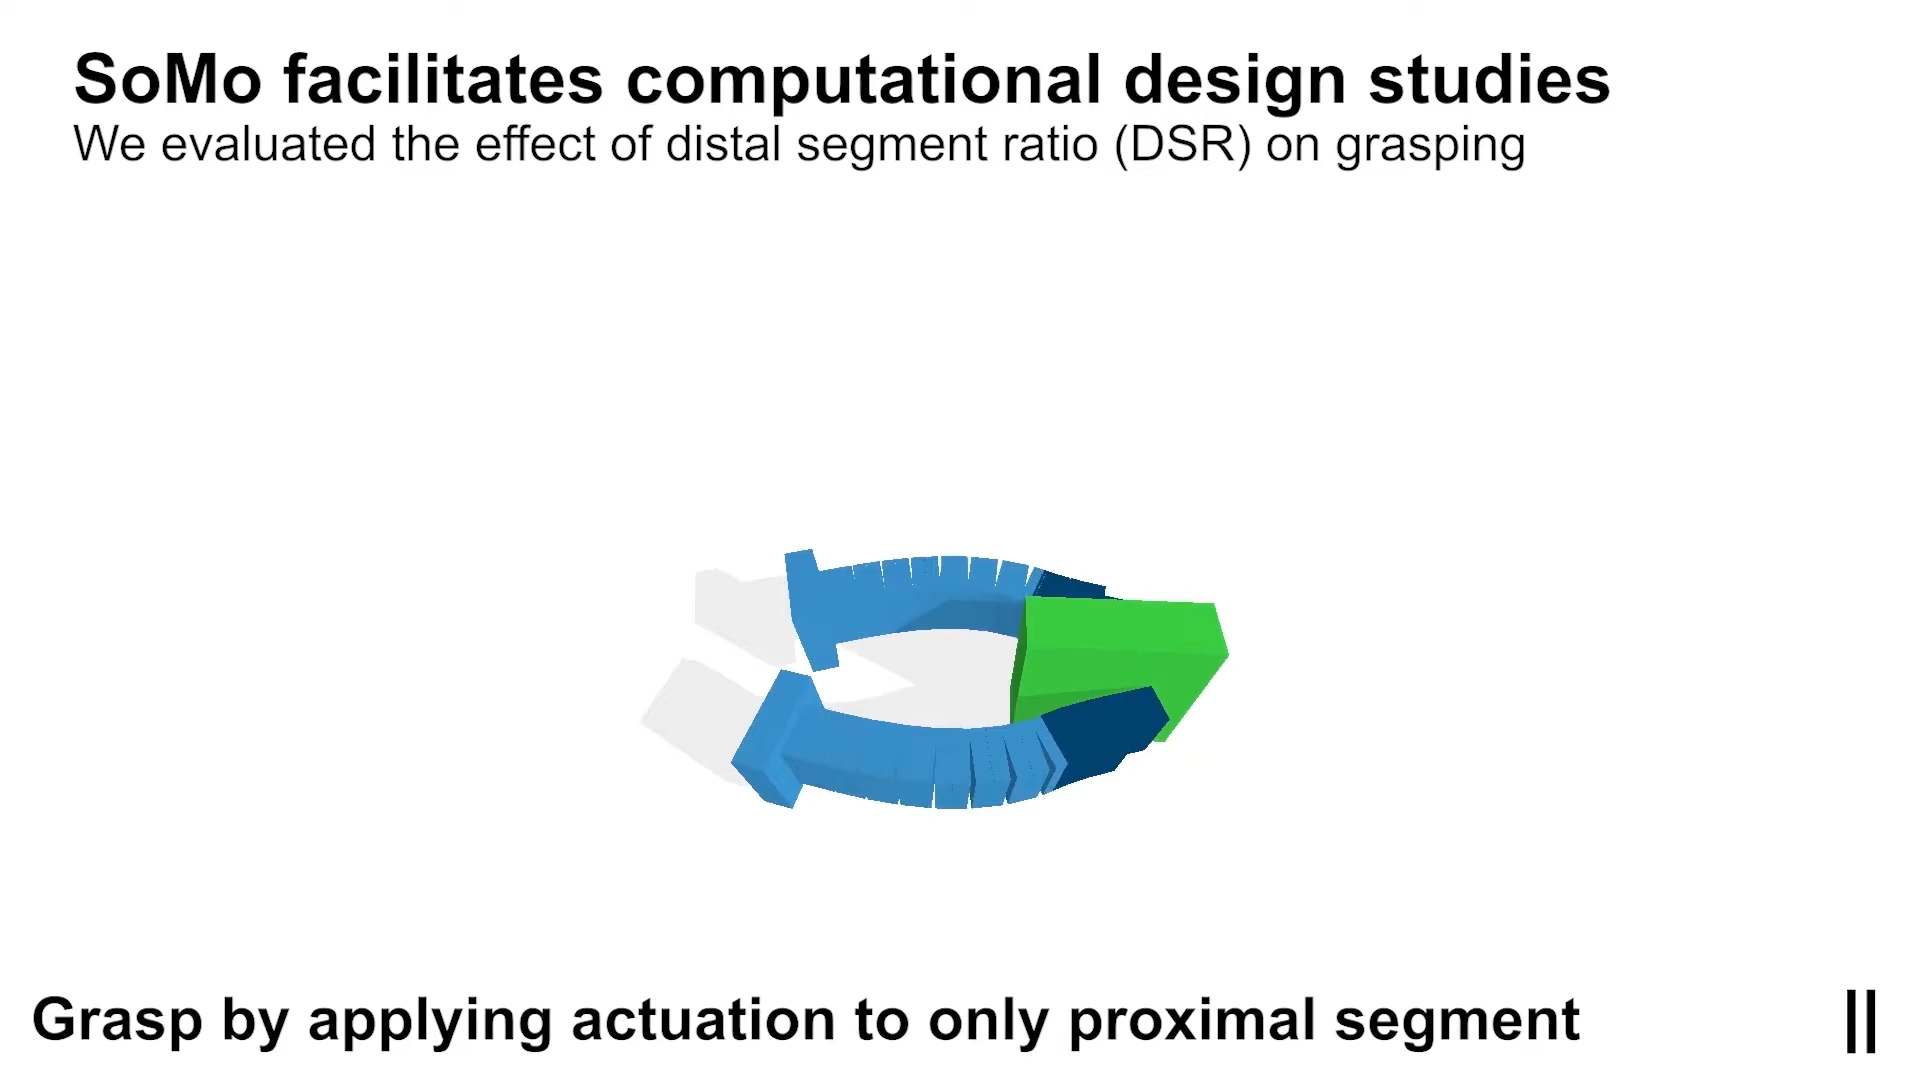 SoMo facilitates computational design studies
We evaluated the effect of distal segment ratio (DSR) on grasping
Grasp by applying actuation to only proximal segment